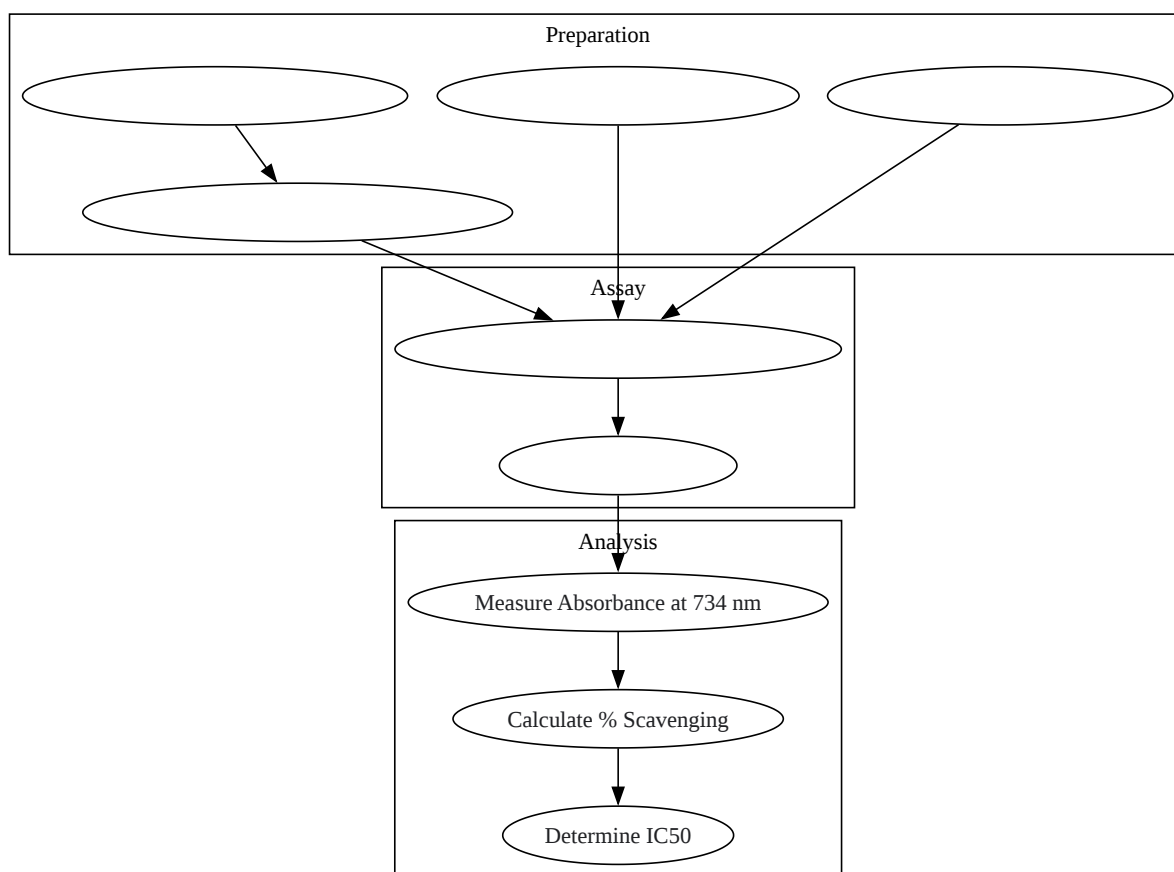 Preparation
Assay
Analysis
Measure Absorbance at 734 nm
Calculate % Scavenging
Determine IC50